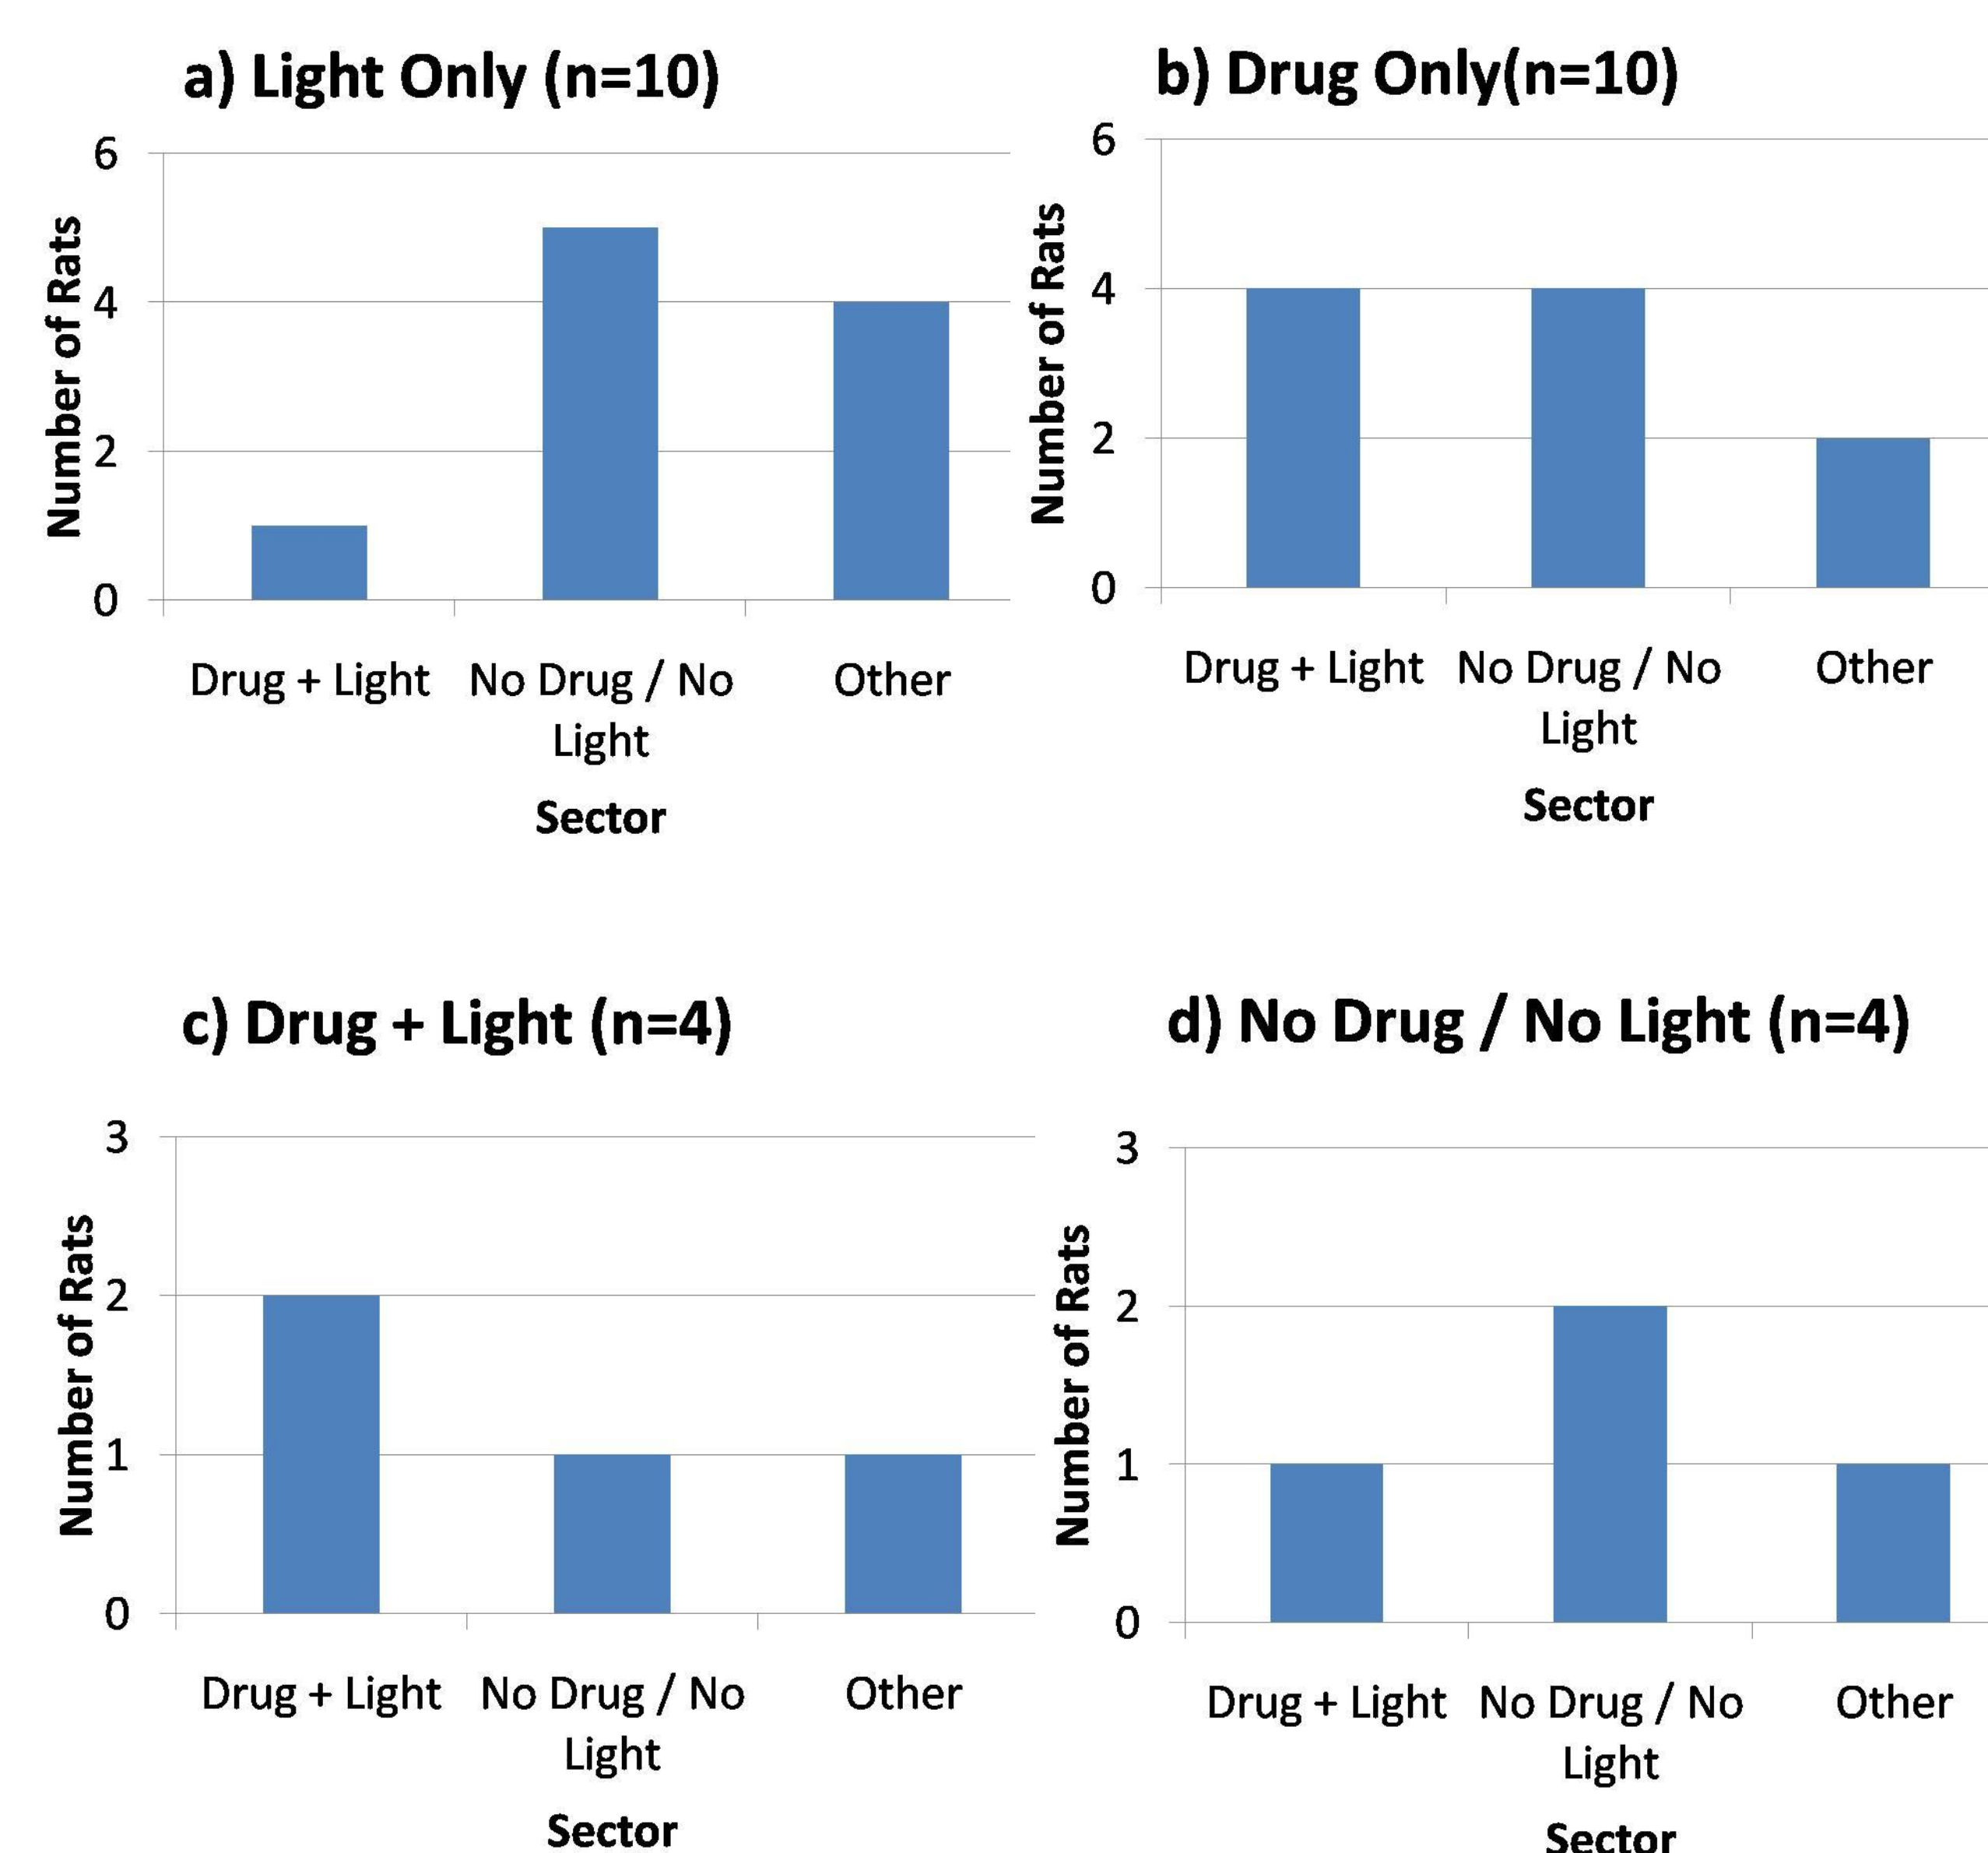 a) Light Only (n=10)
6
4
2
0
Number of Rats
Drug + Light
No Drug / No
Light
Other
Sector
b) Drug Only(n=10)
6
4
2
0
Number of Rats
Drug + Light
No Drug / No
Light
Other
Sector
c) Drug + Light (n=4)
3
2
1
0
Number of Rats
Drug + Light
No Drug / No
Light
Other
Sector
d) No Drug / No Light (n=4)
3
2
1
0
Number of Rats
Drug + Light
No Drug / No
Light
Other
Sector